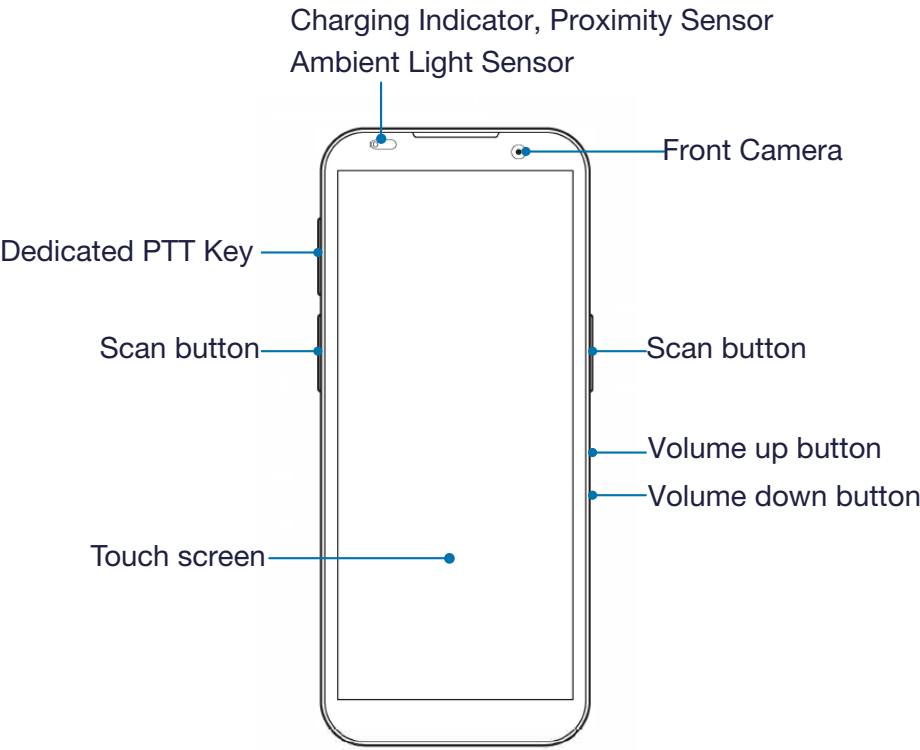 Charging Indicator, Proximity Sensor
Ambient Light Sensor
Front Camera
Dedicated PTT Key
Scan button
Scan button
Volume up button
Volume down button
Touch screen